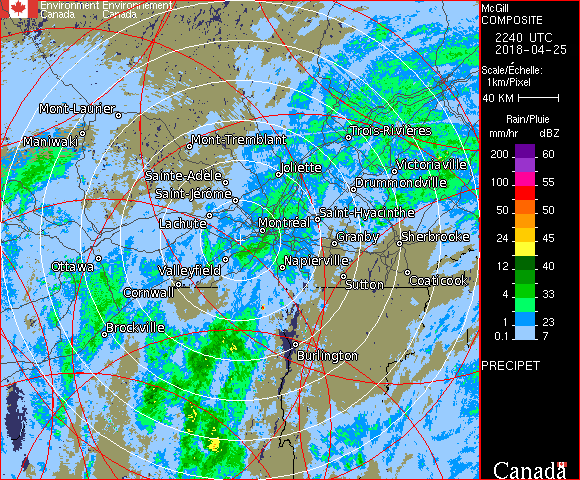 Environment Environnement
Canada Canada
McGill
COMPOSITE
2240 UTC
2018-04-25
Scale/Échelle:
1km/Pixel
40 KM
Rain/Pluie
mm/hr dBZ
200 60
100 55
50 50
24 45
12 40
4 33
1 23
0.1 7
PRECIPET
Canada
Mont-Laurier
Maniwaki
Mont-Tremblant
Trois-Rivières
Sainte-Adèle
Joliette
Victoriaville
Saint-Jérôme
Drummondville
Lachute
Montréal
Saint-Hyacinthe
Granby
Sherbrooke
Ottawa
Valleyfield
Napierville
Cornwall
Sutton
Coaticook
Brockville
Burlington